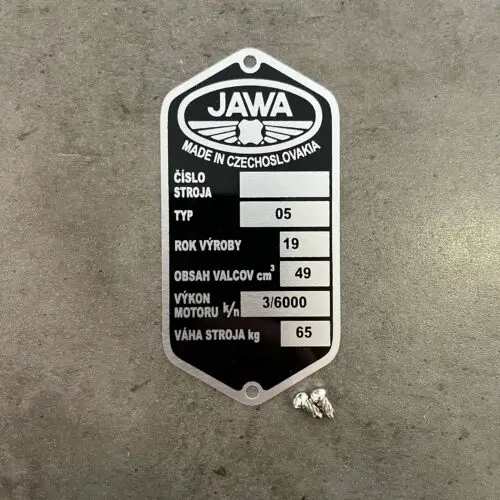 JAWA
MADE IN CZECHOSLOVAKIA
ČÍSLO
STROJA
TYP 05
ROK VÝROBY 19
OBSAH VALCOV cm³ 49
VÝKON
MOTORU k/n 3/6000
VÁHA STROJA kg 65